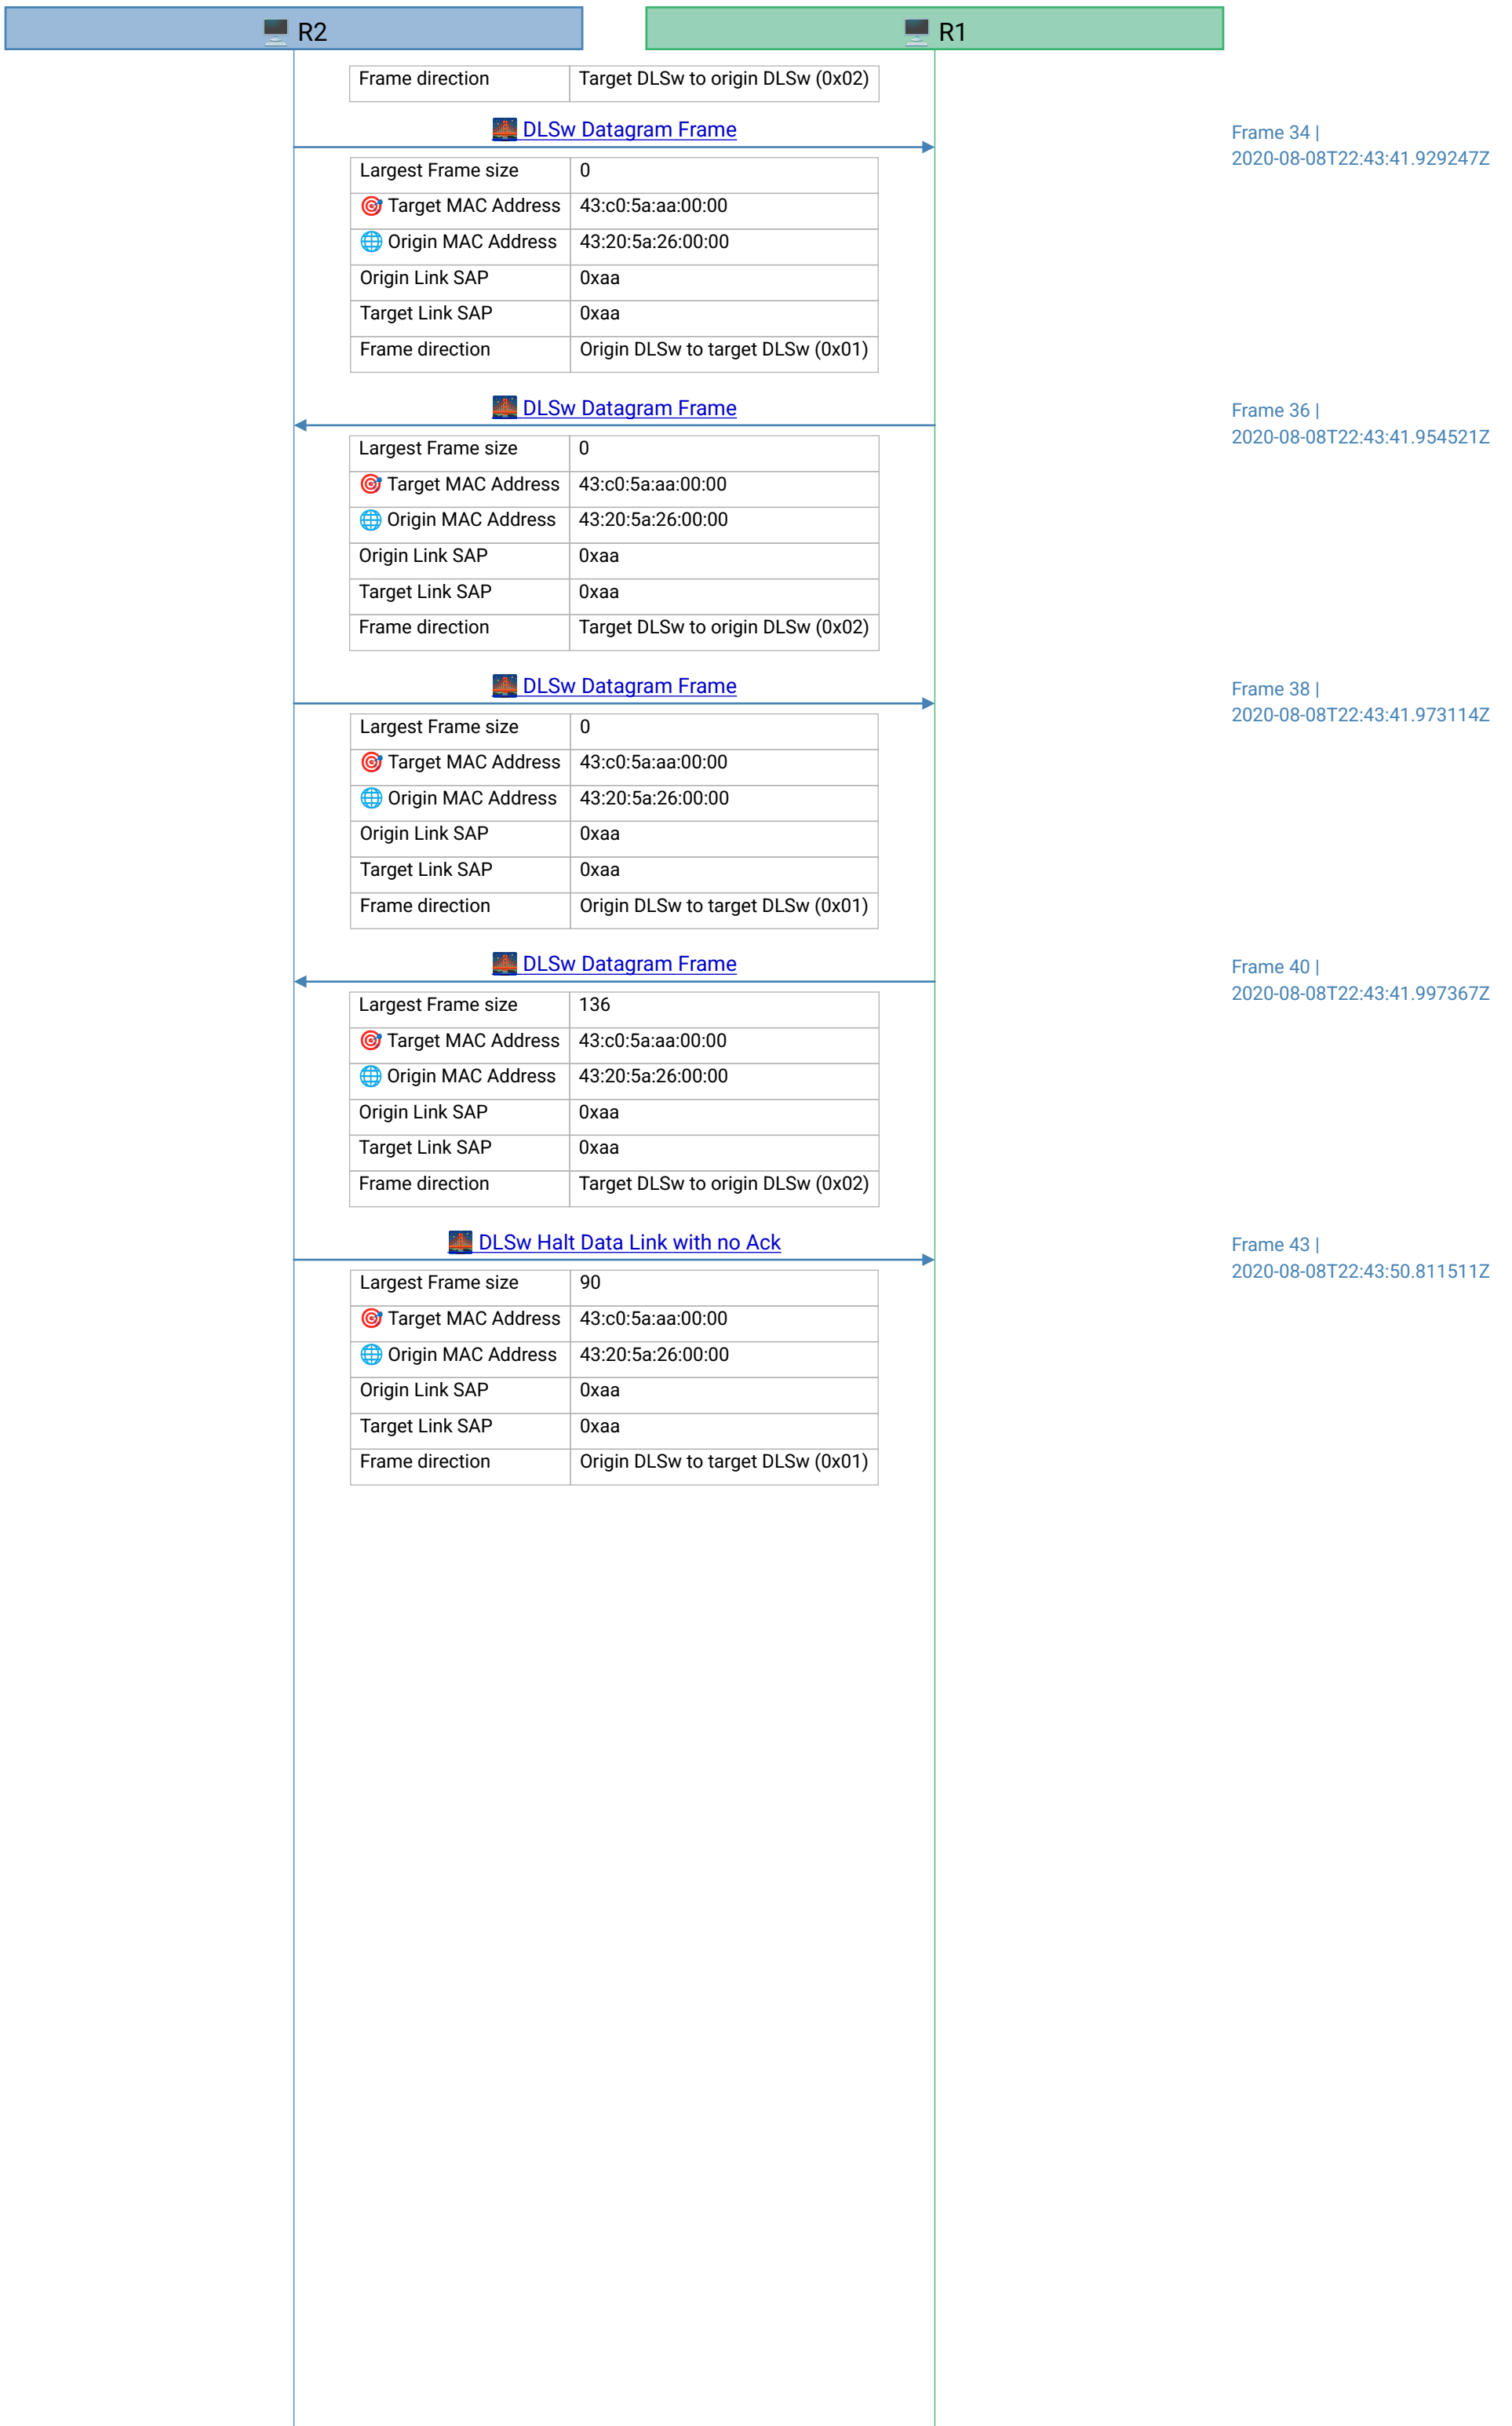 R2 R1
Frame direction Target DLSw to origin DLSw (0x02)
DLSw Datagram Frame
Frame 34 |
2020-08-08T22:43:41.929247Z
Largest Frame size 0
Target MAC Address 43:c0:5a:aa:00:00
Origin MAC Address 43:20:5a:26:00:00
Origin Link SAP 0xaa
Target Link SAP 0xaa
Frame direction Origin DLSw to target DLSw (0x01)
DLSw Datagram Frame
Frame 36 |
2020-08-08T22:43:41.954521Z
Largest Frame size 0
Target MAC Address 43:c0:5a:aa:00:00
Origin MAC Address 43:20:5a:26:00:00
Origin Link SAP 0xaa
Target Link SAP 0xaa
Frame direction Target DLSw to origin DLSw (0x02)
DLSw Datagram Frame
Frame 38 |
2020-08-08T22:43:41.973114Z
Largest Frame size 0
Target MAC Address 43:c0:5a:aa:00:00
Origin MAC Address 43:20:5a:26:00:00
Origin Link SAP 0xaa
Target Link SAP 0xaa
Frame direction Origin DLSw to target DLSw (0x01)
DLSw Datagram Frame
Frame 40 |
2020-08-08T22:43:41.997367Z
Largest Frame size 136
Target MAC Address 43:c0:5a:aa:00:00
Origin MAC Address 43:20:5a:26:00:00
Origin Link SAP 0xaa
Target Link SAP 0xaa
Frame direction Target DLSw to origin DLSw (0x02)
DLSw Halt Data Link with no Ack
Frame 43 |
2020-08-08T22:43:50.811511Z
Largest Frame size 90
Target MAC Address 43:c0:5a:aa:00:00
Origin MAC Address 43:20:5a:26:00:00
Origin Link SAP 0xaa
Target Link SAP 0xaa
Frame direction Origin DLSw to target DLSw (0x01)